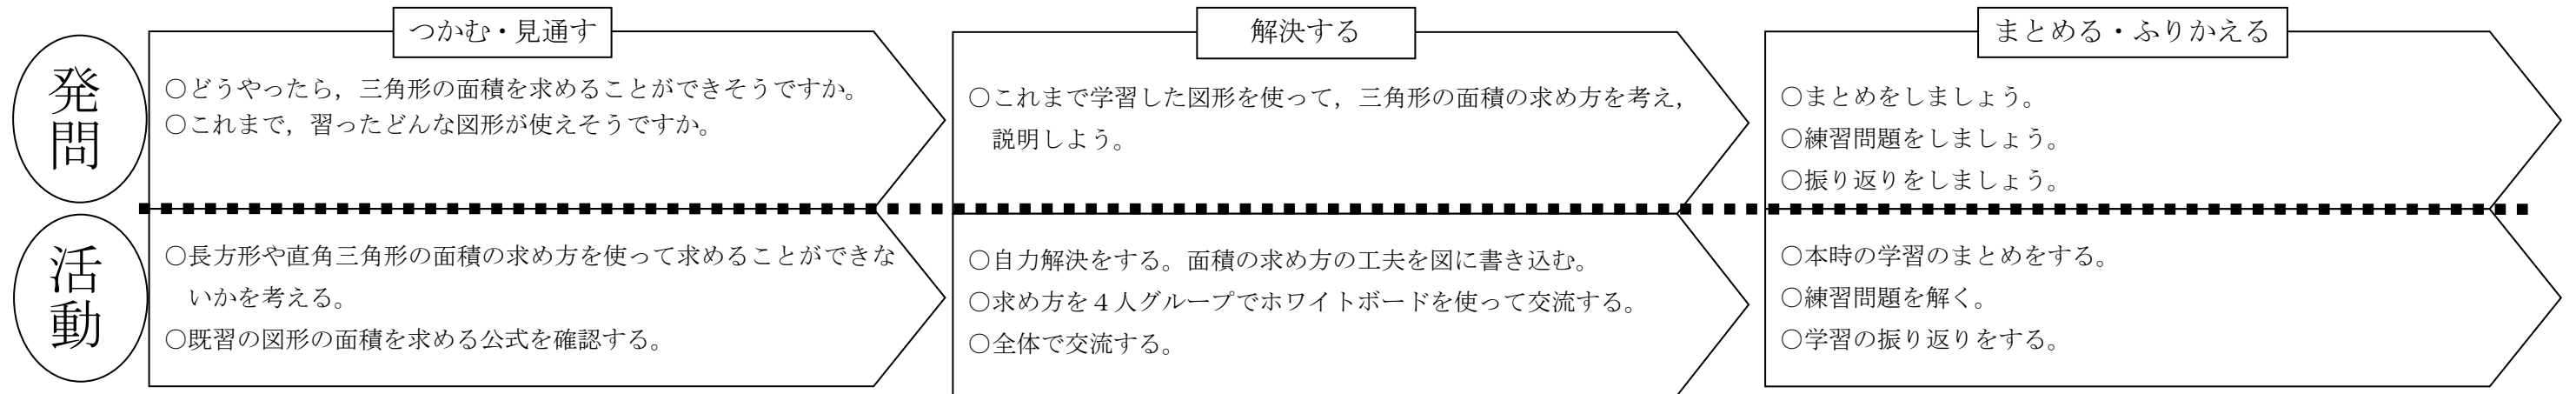 つかむ・見通す
解決する
まとめる・ふりかえる
発問
〇どうやったら，三角形の面積を求めることができそうですか。
〇これまで，習ったどんな図形が使えそうですか。
〇これまで学習した図形を使って，三角形の面積の求め方を考え，
説明しよう。
〇まとめをしましょう。
〇練習問題をしましょう。
〇振り返りをしましょう。
活動
〇長方形や直角三角形の面積の求め方を使って求めることができな
いかを考える。
〇既習の図形の面積を求める公式を確認する。
〇自力解決をする。面積の求め方の工夫を図に書き込む。
〇求め方を４人グループでホワイトボードを使って交流する。
〇全体で交流する。
〇本時の学習のまとめをする。
〇練習問題を解く。
〇学習の振り返りをする。